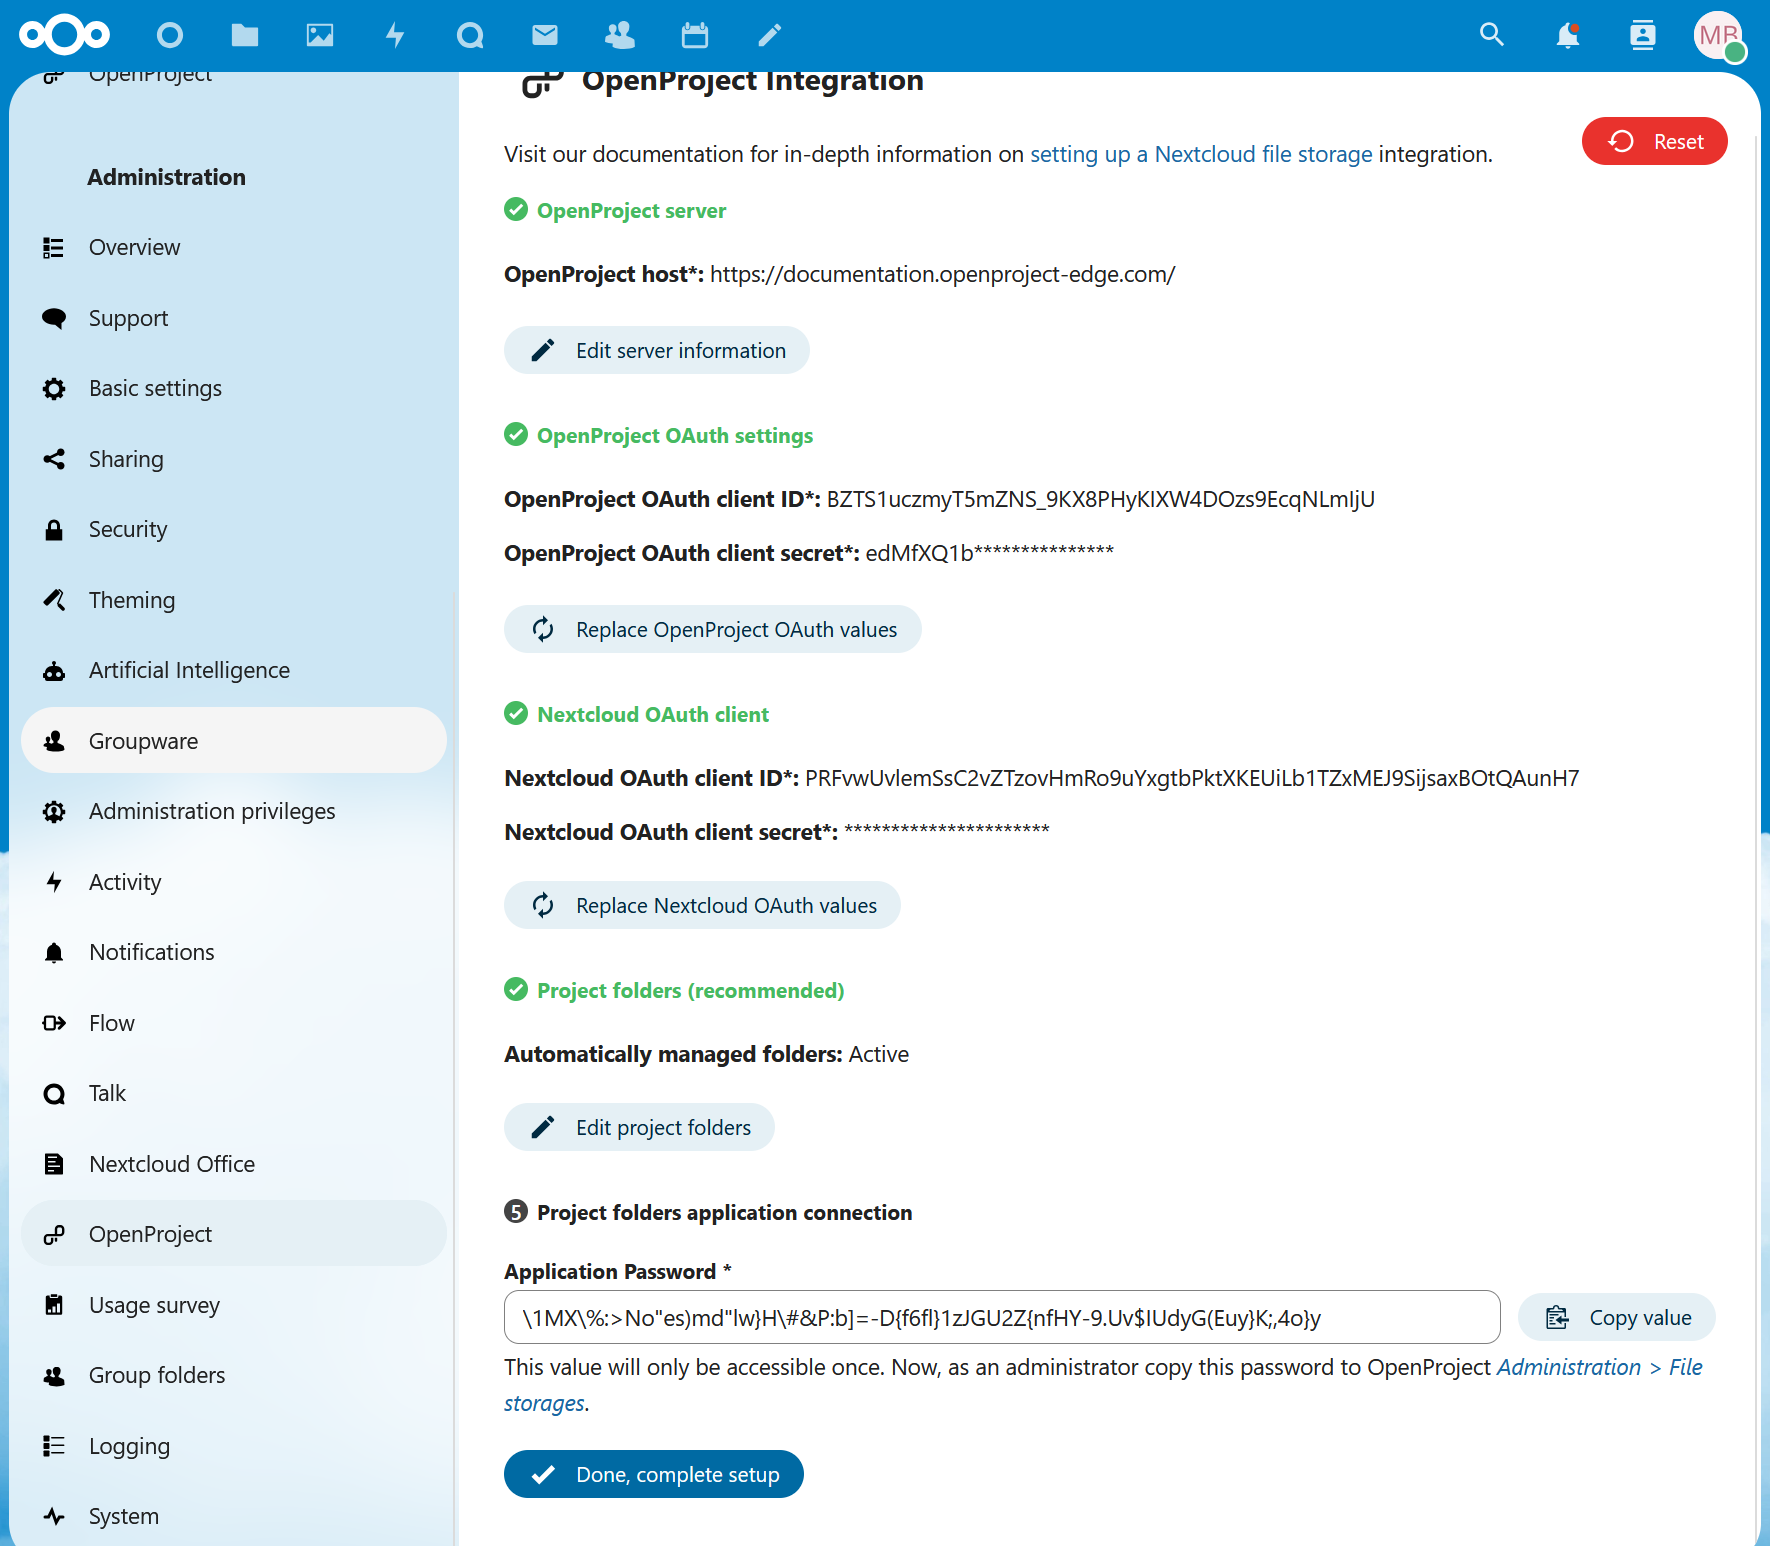 MB
OpenProject
Administration
Overview
Support
Basic settings
Sharing
Security
Theming
Artificial Intelligence
Groupware
Administration privileges
Activity
Notifications
Flow
Talk
Nextcloud Office
OpenProject
Usage survey
Group folders
Logging
System
OpenProject Integration
Reset
Visit our documentation for in-depth information on setting up a Nextcloud file storage integration.
OpenProject server
OpenProject host*: https://documentation.openproject-edge.com/
Edit server information
OpenProject OAuth settings
OpenProject OAuth client ID*: BZTS1uczmyT5mZNS_9KX8PHyKIXW4DOzs9EcqNLmIjU
OpenProject OAuth client secret*: edMfXQ1b***************
Replace OpenProject OAuth values
Nextcloud OAuth client
Nextcloud OAuth client ID*: PRFvwUvlemSsC2vZTzovHmRo9uYxgtbPktXKEUiLb1TZxMEJ9SijsaxBOtQAunH7
Nextcloud OAuth client secret*: **********************
Replace Nextcloud OAuth values
Project folders (recommended)
Automatically managed folders: Active
Edit project folders
5 Project folders application connection
Application Password *
\1MX\%:>No"es)md"lw}H\#&P:b]=-D{f6fl}1zJGU2Z{nfHY-9.Uv$IUdyG(Euy}K;,4o}y
Copy value
This value will only be accessible once. Now, as an administrator copy this password to OpenProject Administration > File
storages.
Done, complete setup